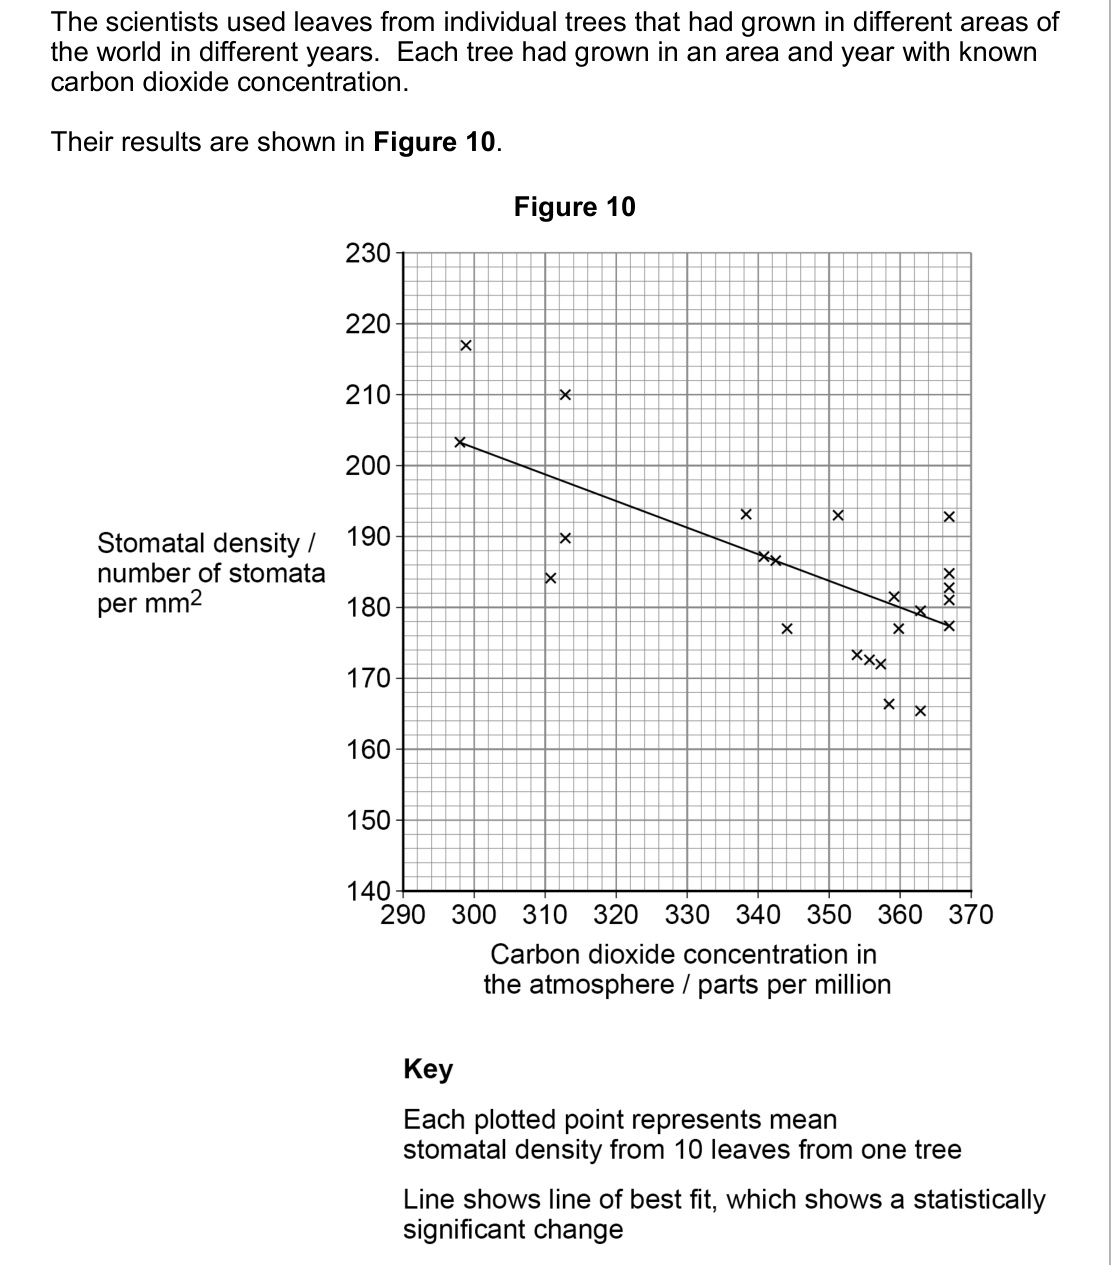 The scientists used leaves from individual trees that had grown in different areas of
the world in different years.  Each tree had grown in an area and year with known
carbon dioxide concentration.
Their results are shown in Figure 10.
Figure 10
230
220
210
200
190
180
170
160
150
140
Stomatal density /
number of stomata
per mm2
290 300 310 320 330 340 350 360 370
Carbon dioxide concentration in
the atmosphere / parts per million
Key
Each plotted point represents mean
stomatal density from 10 leaves from one tree
Line shows line of best fit, which shows a statistically
significant change